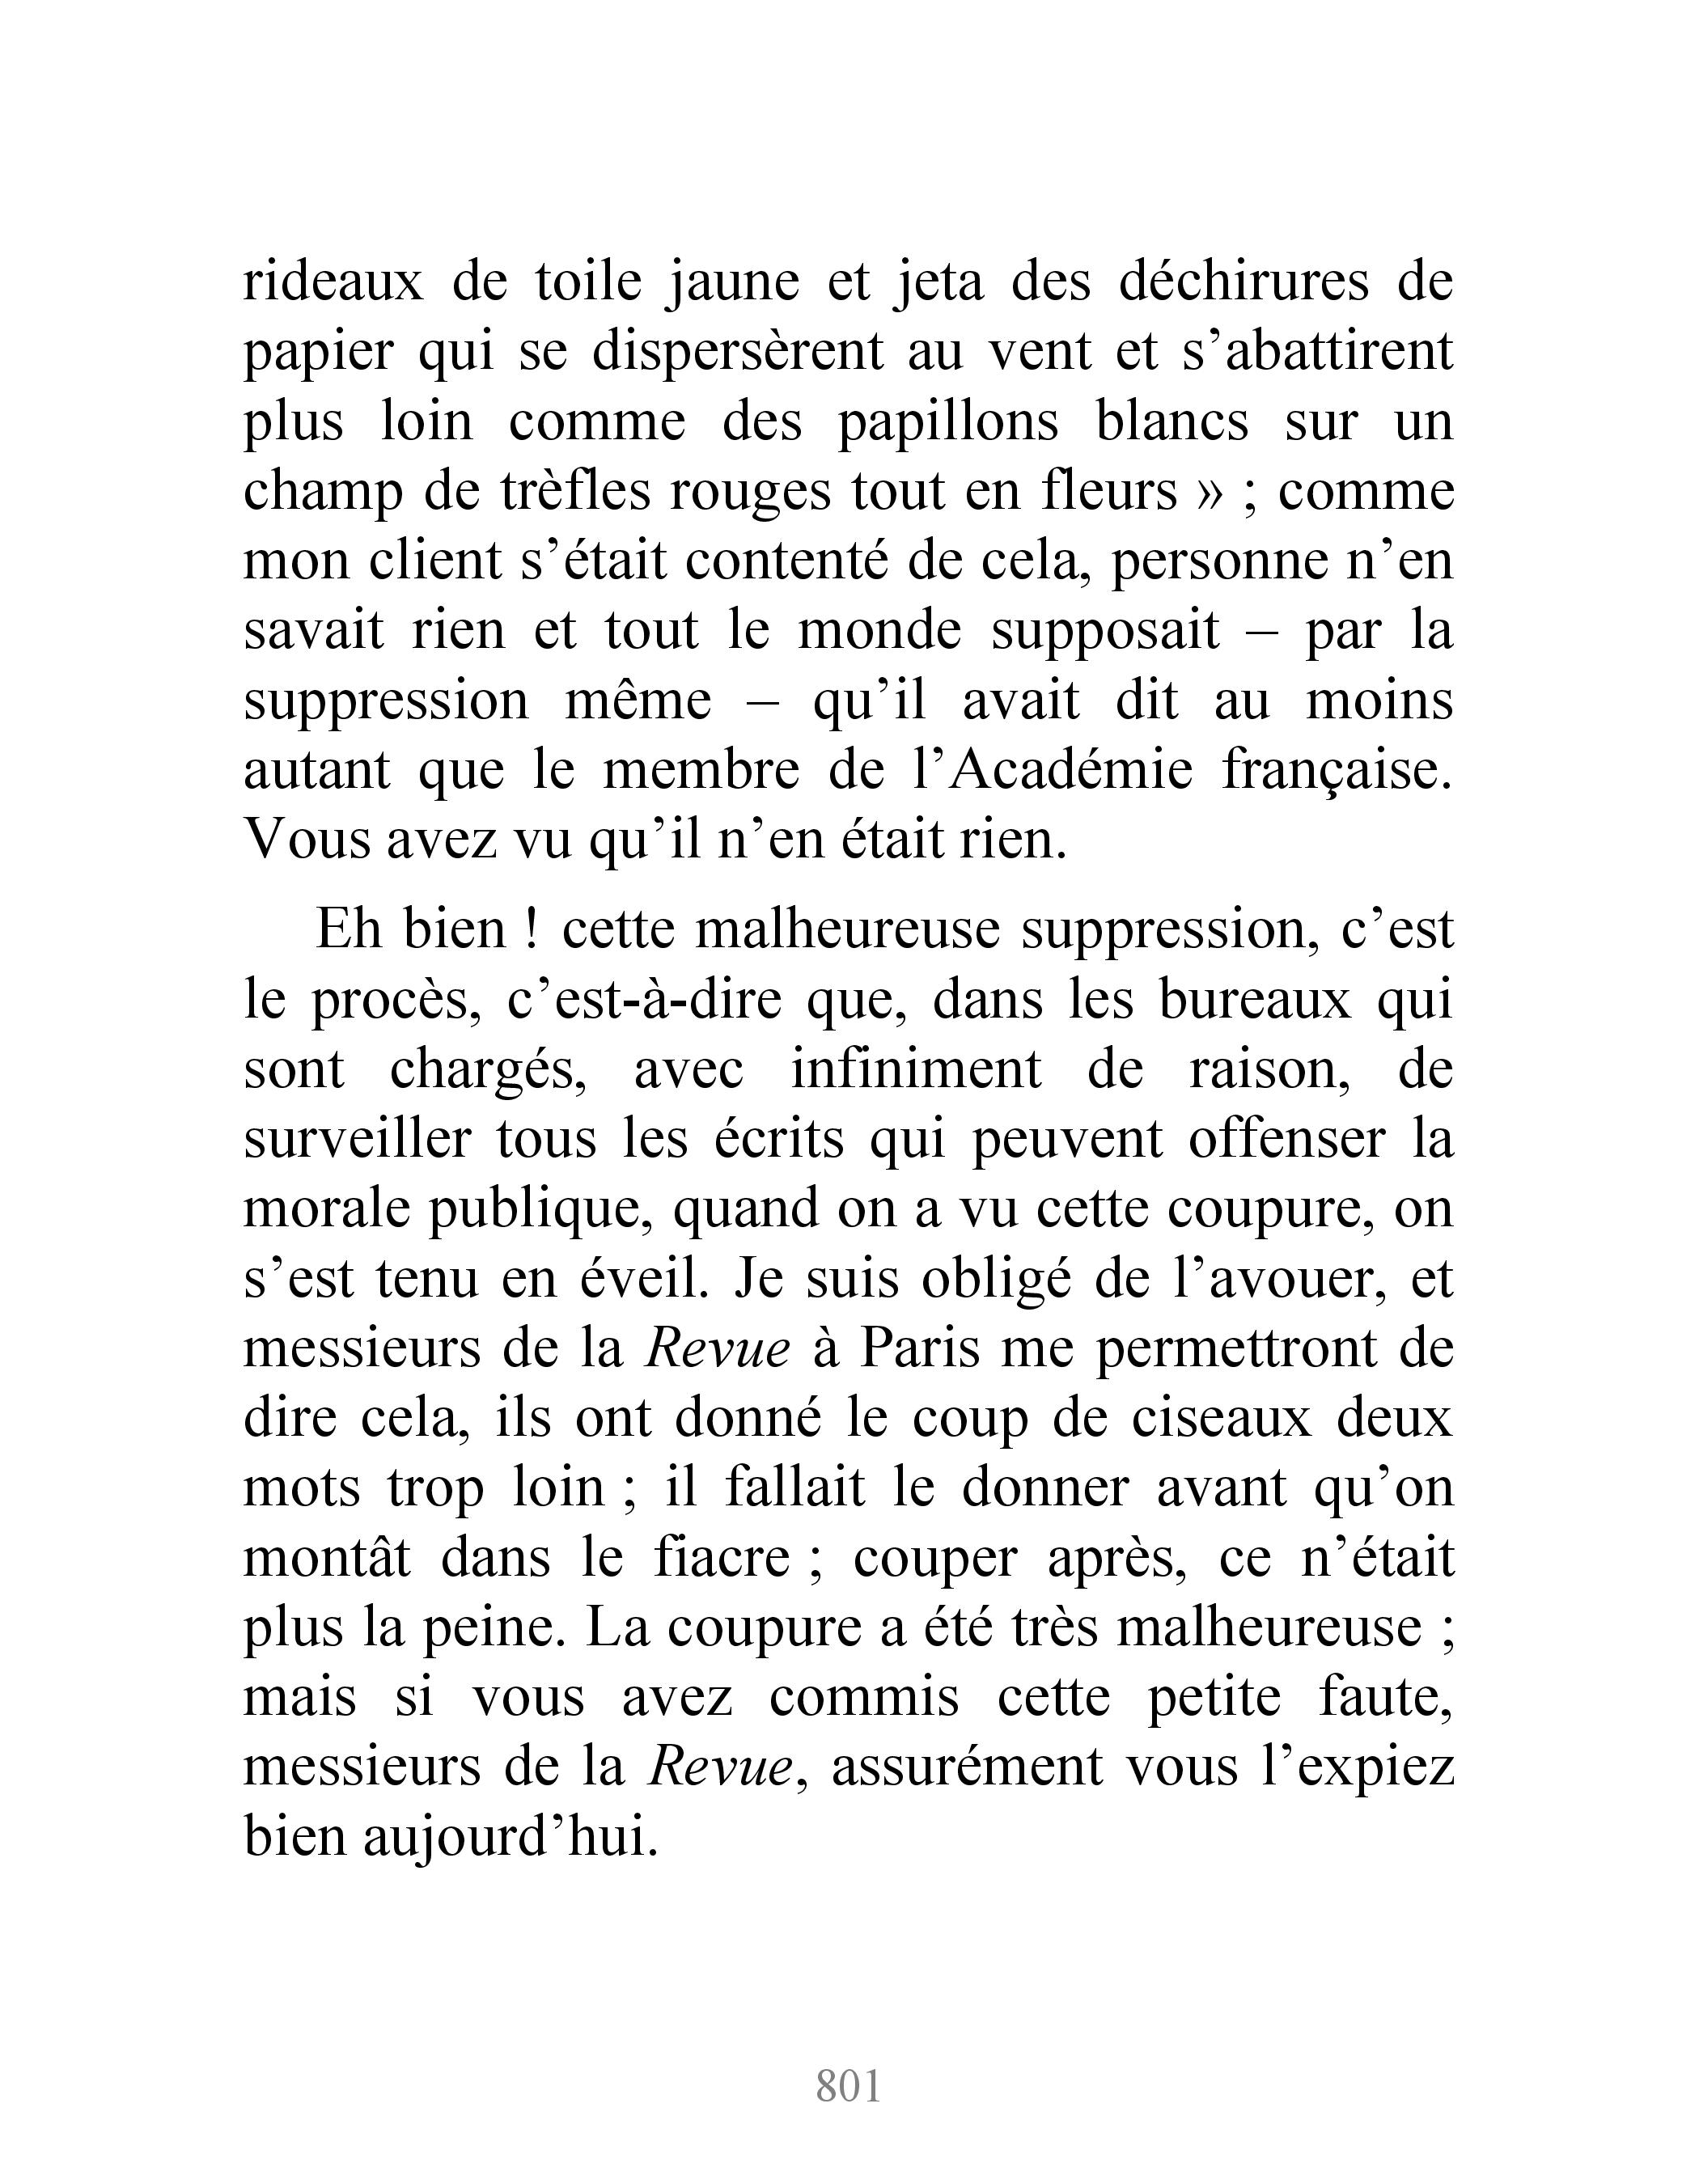 rideaux de toile jaune et jeta des déchirures de
papier qui se dispersèrent au vent et s’abattirent
plus loin comme des papillons blancs sur un
champ de trèfles rouges tout en fleurs » ; comme
mon client s’était contenté de cela, personne n’en
savait rien et tout le monde supposait – par la
suppression même – qu’il avait dit au moins
autant que le membre de l’Académie française.
Vous avez vu qu’il n’en était rien.
Eh bien ! cette malheureuse suppression, c’est
le procès, c’est-à-dire que, dans les bureaux qui
sont chargés, avec infiniment de raison, de
surveiller tous les écrits qui peuvent offenser la
morale publique, quand on a vu cette coupure, on
s’est tenu en éveil. Je suis obligé de l’avouer, et
messieurs de la Revue à Paris me permettront de
dire cela, ils ont donné le coup de ciseaux deux
mots trop loin ; il fallait le donner avant qu’on
montât dans le fiacre ; couper après, ce n’était
plus la peine. La coupure a été très malheureuse ;
mais si vous avez commis cette petite faute,
messieurs de la Revue, assurément vous l’expiez
bien aujourd’hui.
801